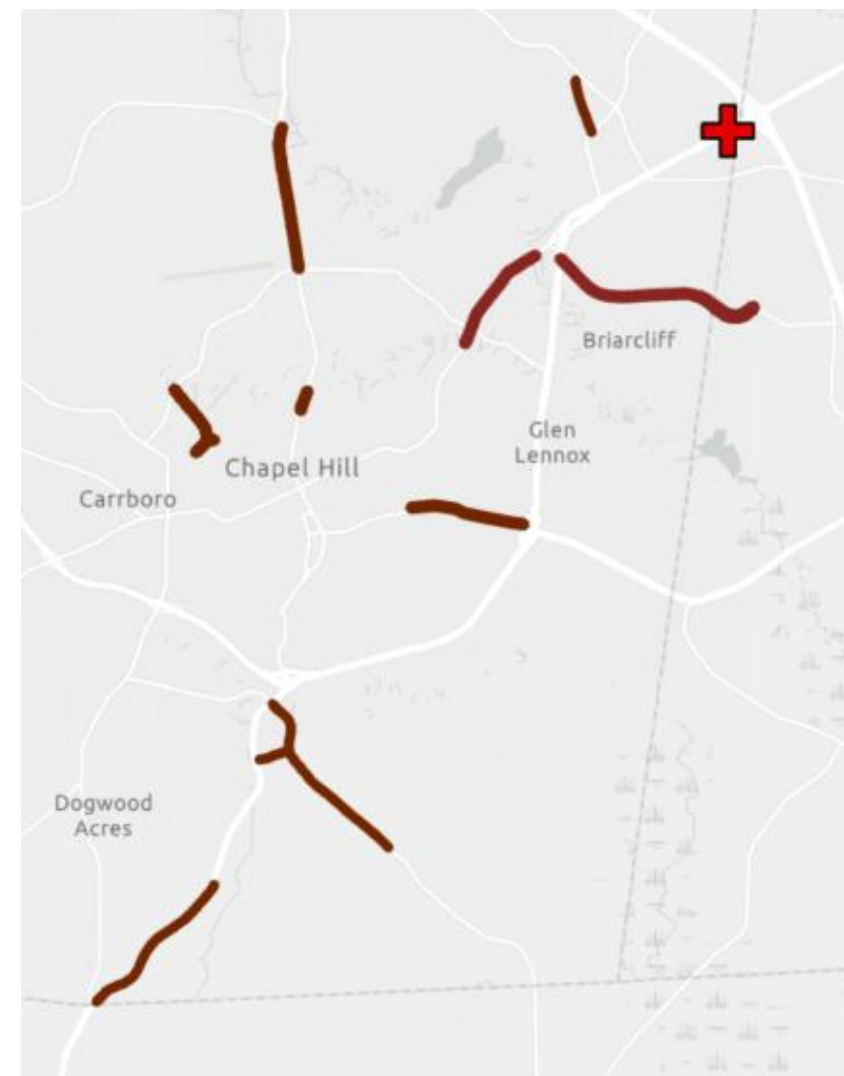 Briarcliff
Glen
Lennox
Chapel Hill
Carrboro
Dogwood
Acres